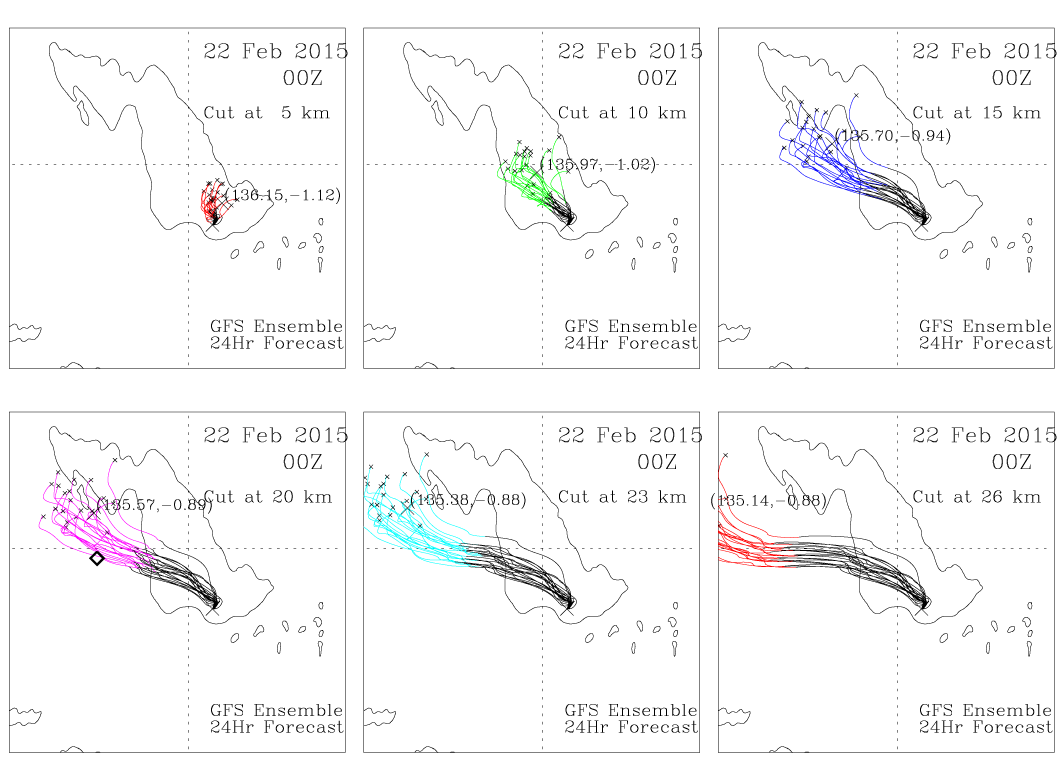 22 Feb 2015
00Z
Cut at 5 km
(136.15,−1.12)
GFS Ensemble
24Hr Forecast
22 Feb 2015
00Z
Cut at 10 km
(135.97,−1.02)
GFS Ensemble
24Hr Forecast
22 Feb 2015
00Z
Cut at 15 km
(135.70,−0.94)
GFS Ensemble
24Hr Forecast
22 Feb 2015
00Z
Cut at 20 km
(135.57,−0.89)
GFS Ensemble
24Hr Forecast
22 Feb 2015
00Z
Cut at 23 km
(135.38,−0.88)
GFS Ensemble
24Hr Forecast
22 Feb 2015
00Z
Cut at 26 km
(135.14,−0.88)
GFS Ensemble
24Hr Forecast